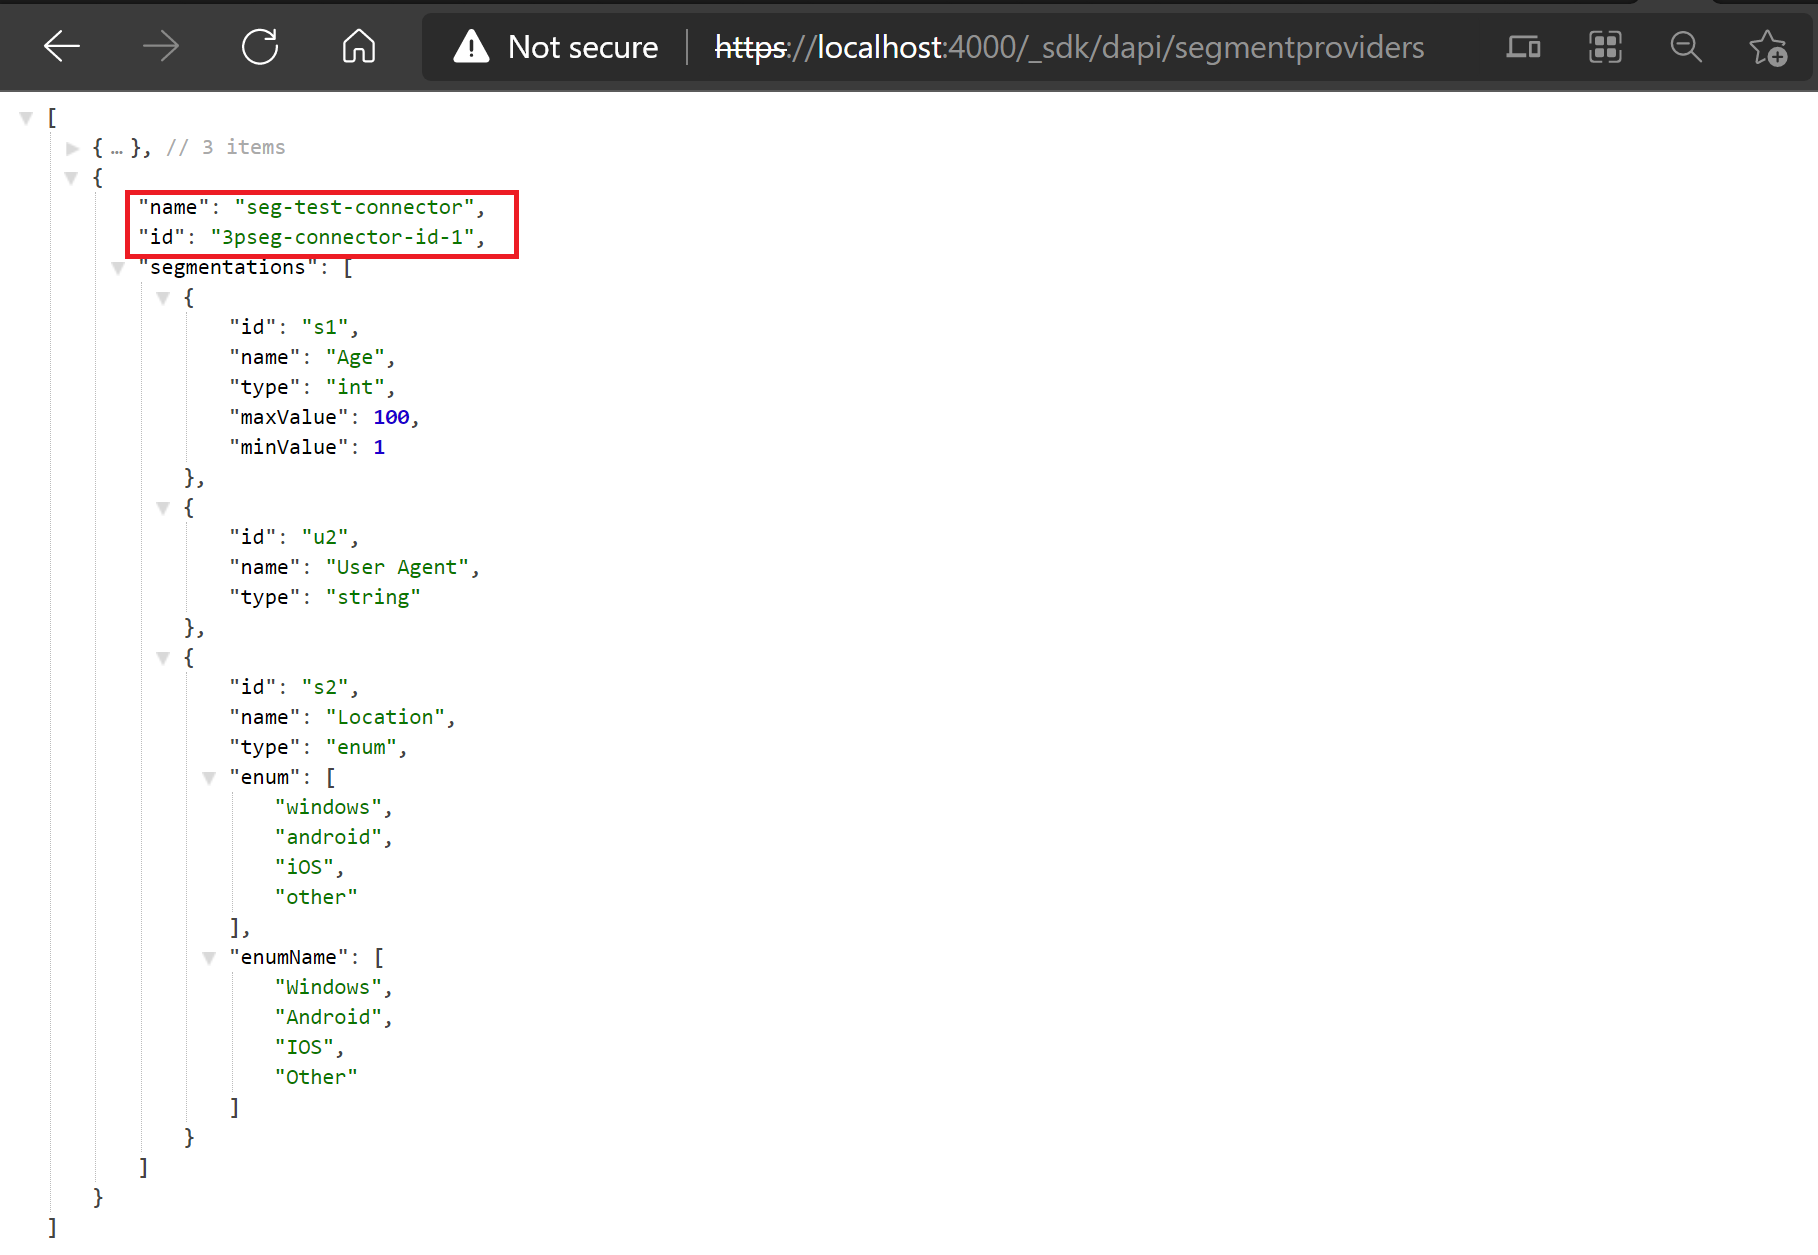 Not secure https://localhost:4000/_sdk/dapi/segmentproviders
[
{ … }, // 3 items
{
"name": "seg-test-connector",
"id": "3pseg-connector-id-1",
"segmentations": [
{
"id": "s1",
"name": "Age",
"type": "int",
"maxValue": 100,
"minValue": 1
},
{
"id": "u2",
"name": "User Agent",
"type": "string"
},
{
"id": "s2",
"name": "Location",
"type": "enum",
"enum": [
"windows",
"android",
"iOS",
"other"
],
"enumName": [
"Windows",
"Android",
"IOS",
"Other"
]
}
]
}
]